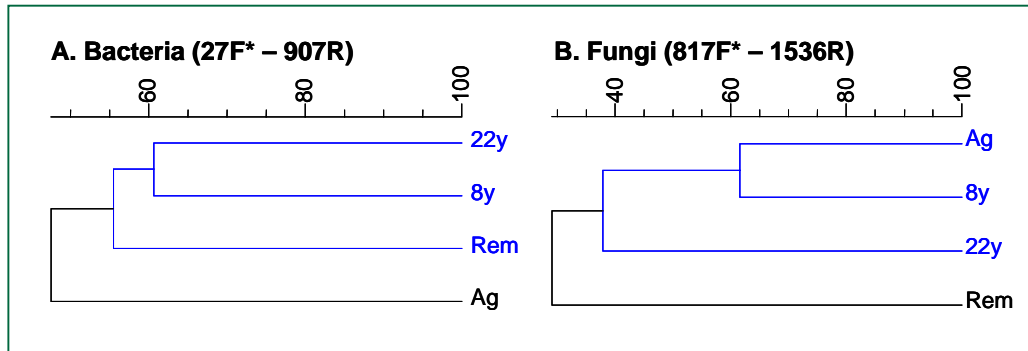 A. Bacteria (27F* – 907R)
60 80 100
22y
8y
Rem
Ag
B. Fungi (817F* – 1536R)
40 60 80 100
Ag
8y
22y
Rem